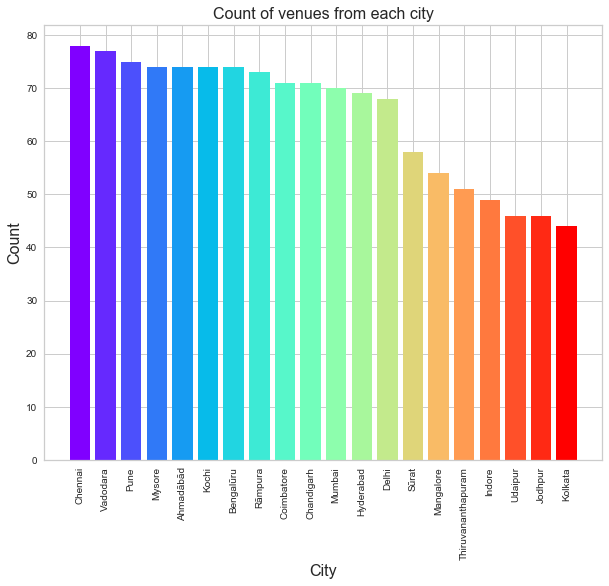 Count of venues from each city
Count
80
70
60
50
40
30
20
10
0
Chennai
Vadodara
Pune
Mysore
Ahmadābād
Kochi
Bengalūru
Rāmpura
Coimbatore
Chandigarh
Mumbai
Hyderabad
Delhi
Sūrat
Mangalore
Thiruvananthapuram
Indore
Udaipur
Jodhpur
Kolkata
City